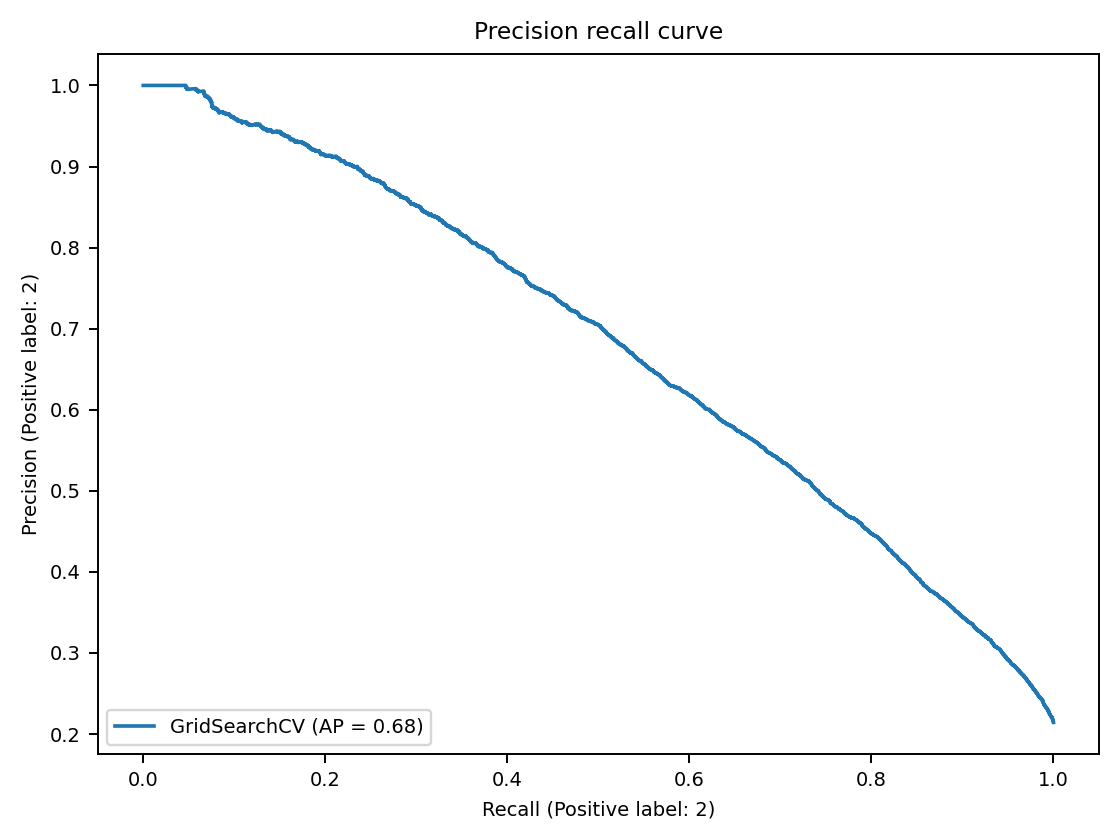 Precision recall curve
1.0
0.9
0.8
0.7
0.6
0.5
0.4
0.3
0.2
Precision (Positive label: 2)
GridSearchCV (AP = 0.68)
0.0 0.2 0.4 0.6 0.8 1.0
Recall (Positive label: 2)